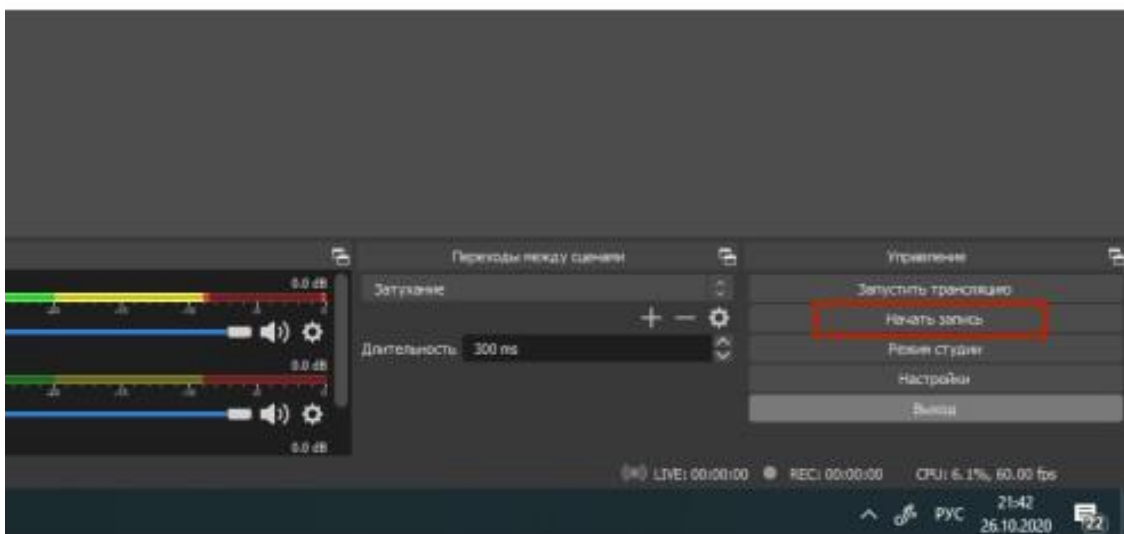 Переходы между сценами
Управление
0.0 dB
Затухание
Запустить трансляцию
Начать запись
Длительность 300 ms
Режим студии
0.0 dB
Настройки
Выход
0.0 dB
LIVE: 00:00:00
REC: 00:00:00
CPU: 6.1%, 60.00 fps
РУС
21:42
26.10.2020
22